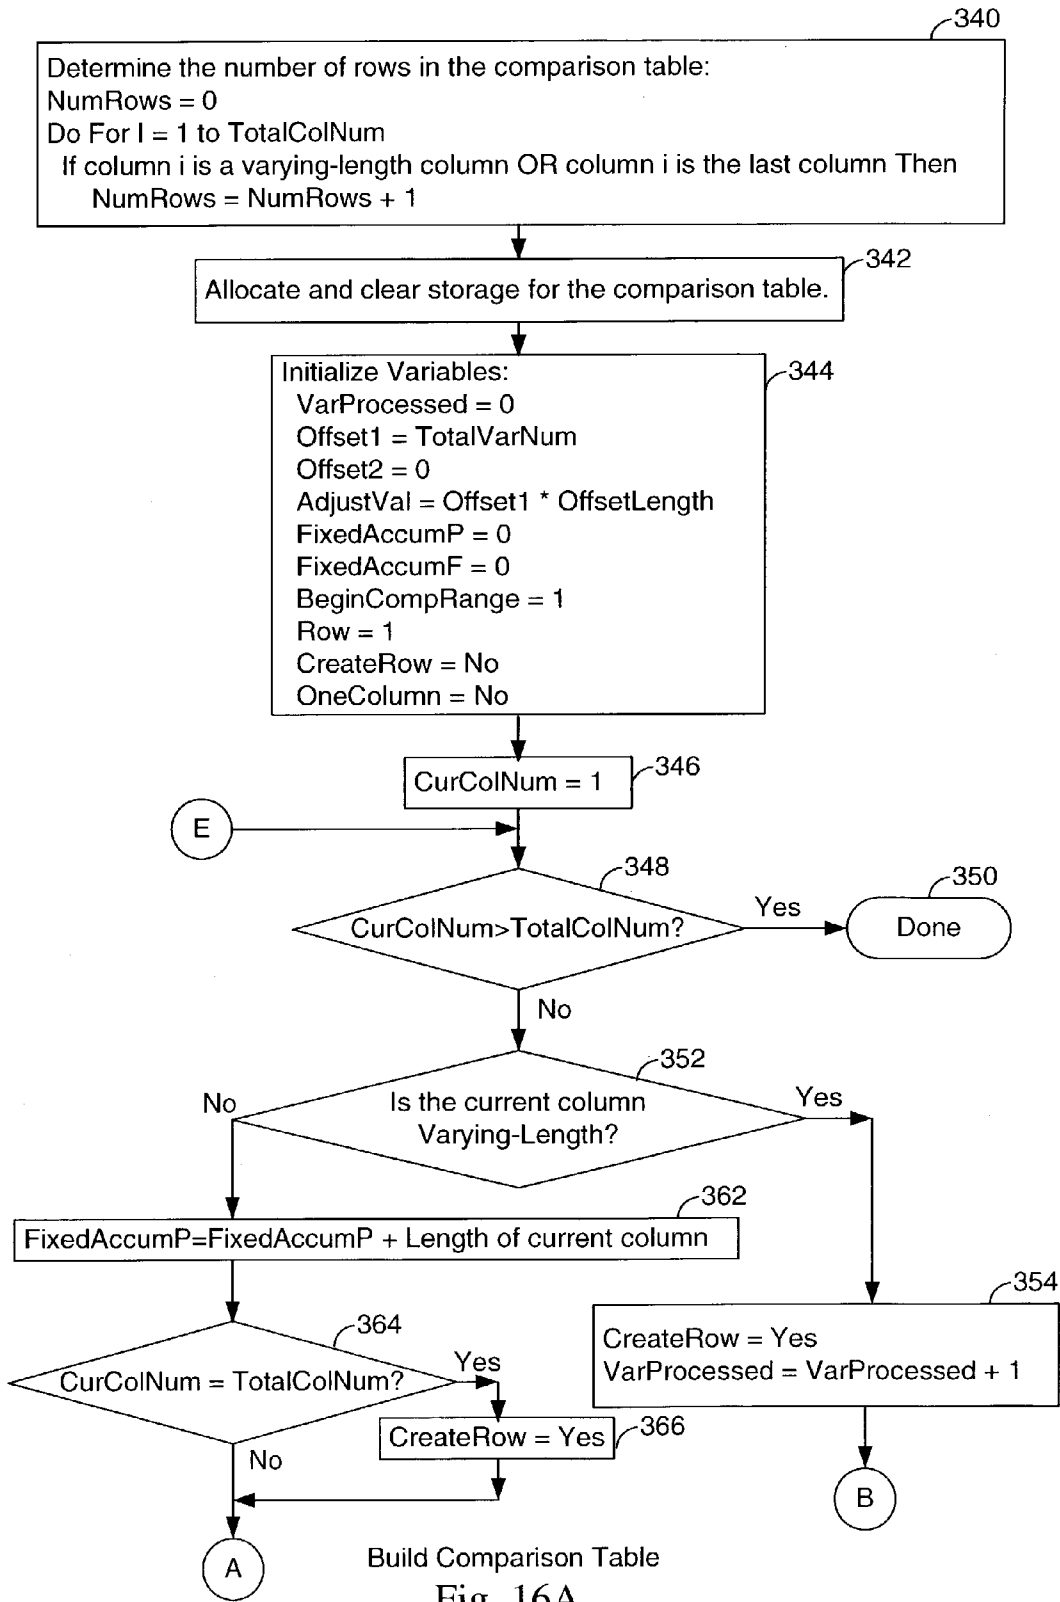 340
Determine the number of rows in the comparison table:
NumRows = 0
Do For I = 1 to TotalColNum
If column i is a varying-length column OR column i is the last column Then
NumRows = NumRows + 1
342
Allocate and clear storage for the comparison table.
344
Initialize Variables:
VarProcessed = 0
Offset1 = TotalVarNum
Offset2 = 0
AdjustVal = Offset1 * OffsetLength
FixedAccumP = 0
FixedAccumF = 0
BeginCompRange = 1
Row = 1
CreateRow = No
OneColumn = No
346
CurColNum = 1
E
348
CurColNum>TotalColNum?
Yes
350
Done
No
352
Is the current column
Varying-Length?
No
Yes
362
FixedAccumP=FixedAccumP + Length of current column
354
CreateRow = Yes
VarProcessed = VarProcessed + 1
364
CurColNum = TotalColNum?
Yes
CreateRow = Yes
366
No
B
A
Build Comparison Table
Fig. 16A